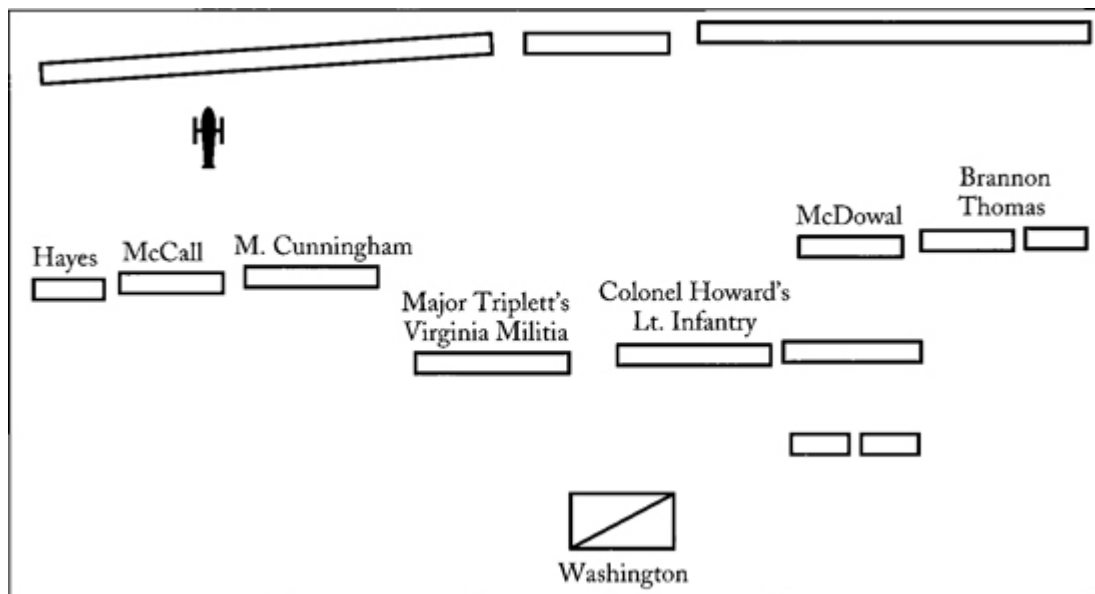 Brannon
Thomas
McDowal
Hayes
McCall
M. Cunningham
Major Triplett's
Virginia Militia
Colonel Howard's
Lt. Infantry
Washington